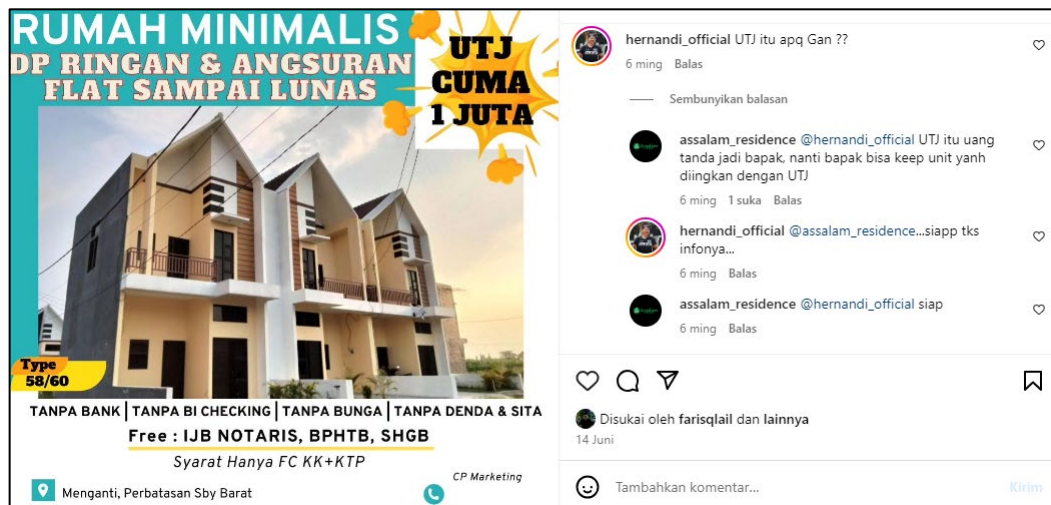 RUMAH MINIMALIS
DP RINGAN & ANGSURAN
FLAT SAMPAI LUNAS
UTJ
CUMA
1 JUTA
Type
58/60
TANPA BANK | TANPA BI CHECKING | TANPA BUNGA | TANPA DENDA & SITA
Free : IJB NOTARIS, BPHTB, SHGB
Syarat Hanya FC KK+KTP
CP Marketing
Menganti, Perbatasan Sby Barat
hernandi_official UTJ itu apq Gan ??
6 ming Balas
Sembunyikan balasan
assalam_residence @hernandi_official UTJ itu uang
tanda jadi bapak, nanti bapak bisa keep unit yanh
diingkan dengan UTJ
6 ming 1 suka Balas
hernandi_official @assalam_residence...siapp tks
infonya...
6 ming Balas
assalam_residence @hernandi_official siap
6 ming Balas
Disukai oleh farisqlail dan lainnya
14 Juni
Tambahkan komentar...
Kirim